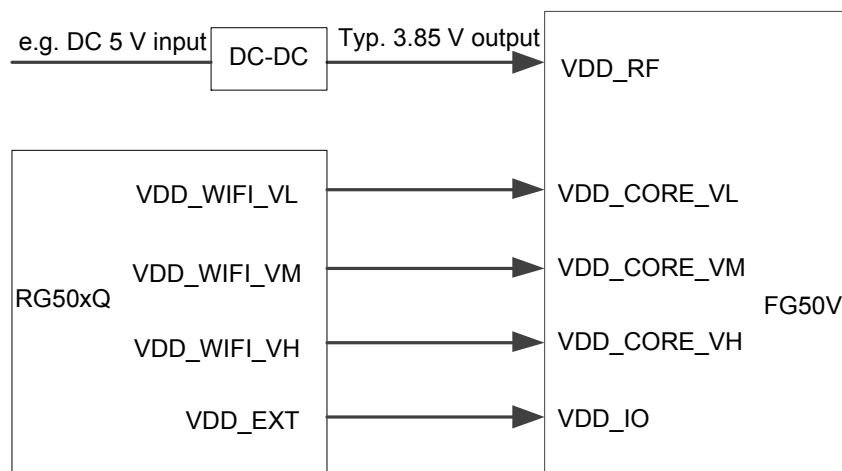 e.g. DC 5 V input
DC-DC
Typ. 3.85 V output
VDD_RF
VDD_WIFI_VL
VDD_CORE_VL
VDD_WIFI_VM
VDD_CORE_VM
RG50xQ
FG50V
VDD_WIFI_VH
VDD_CORE_VH
VDD_EXT
VDD_IO